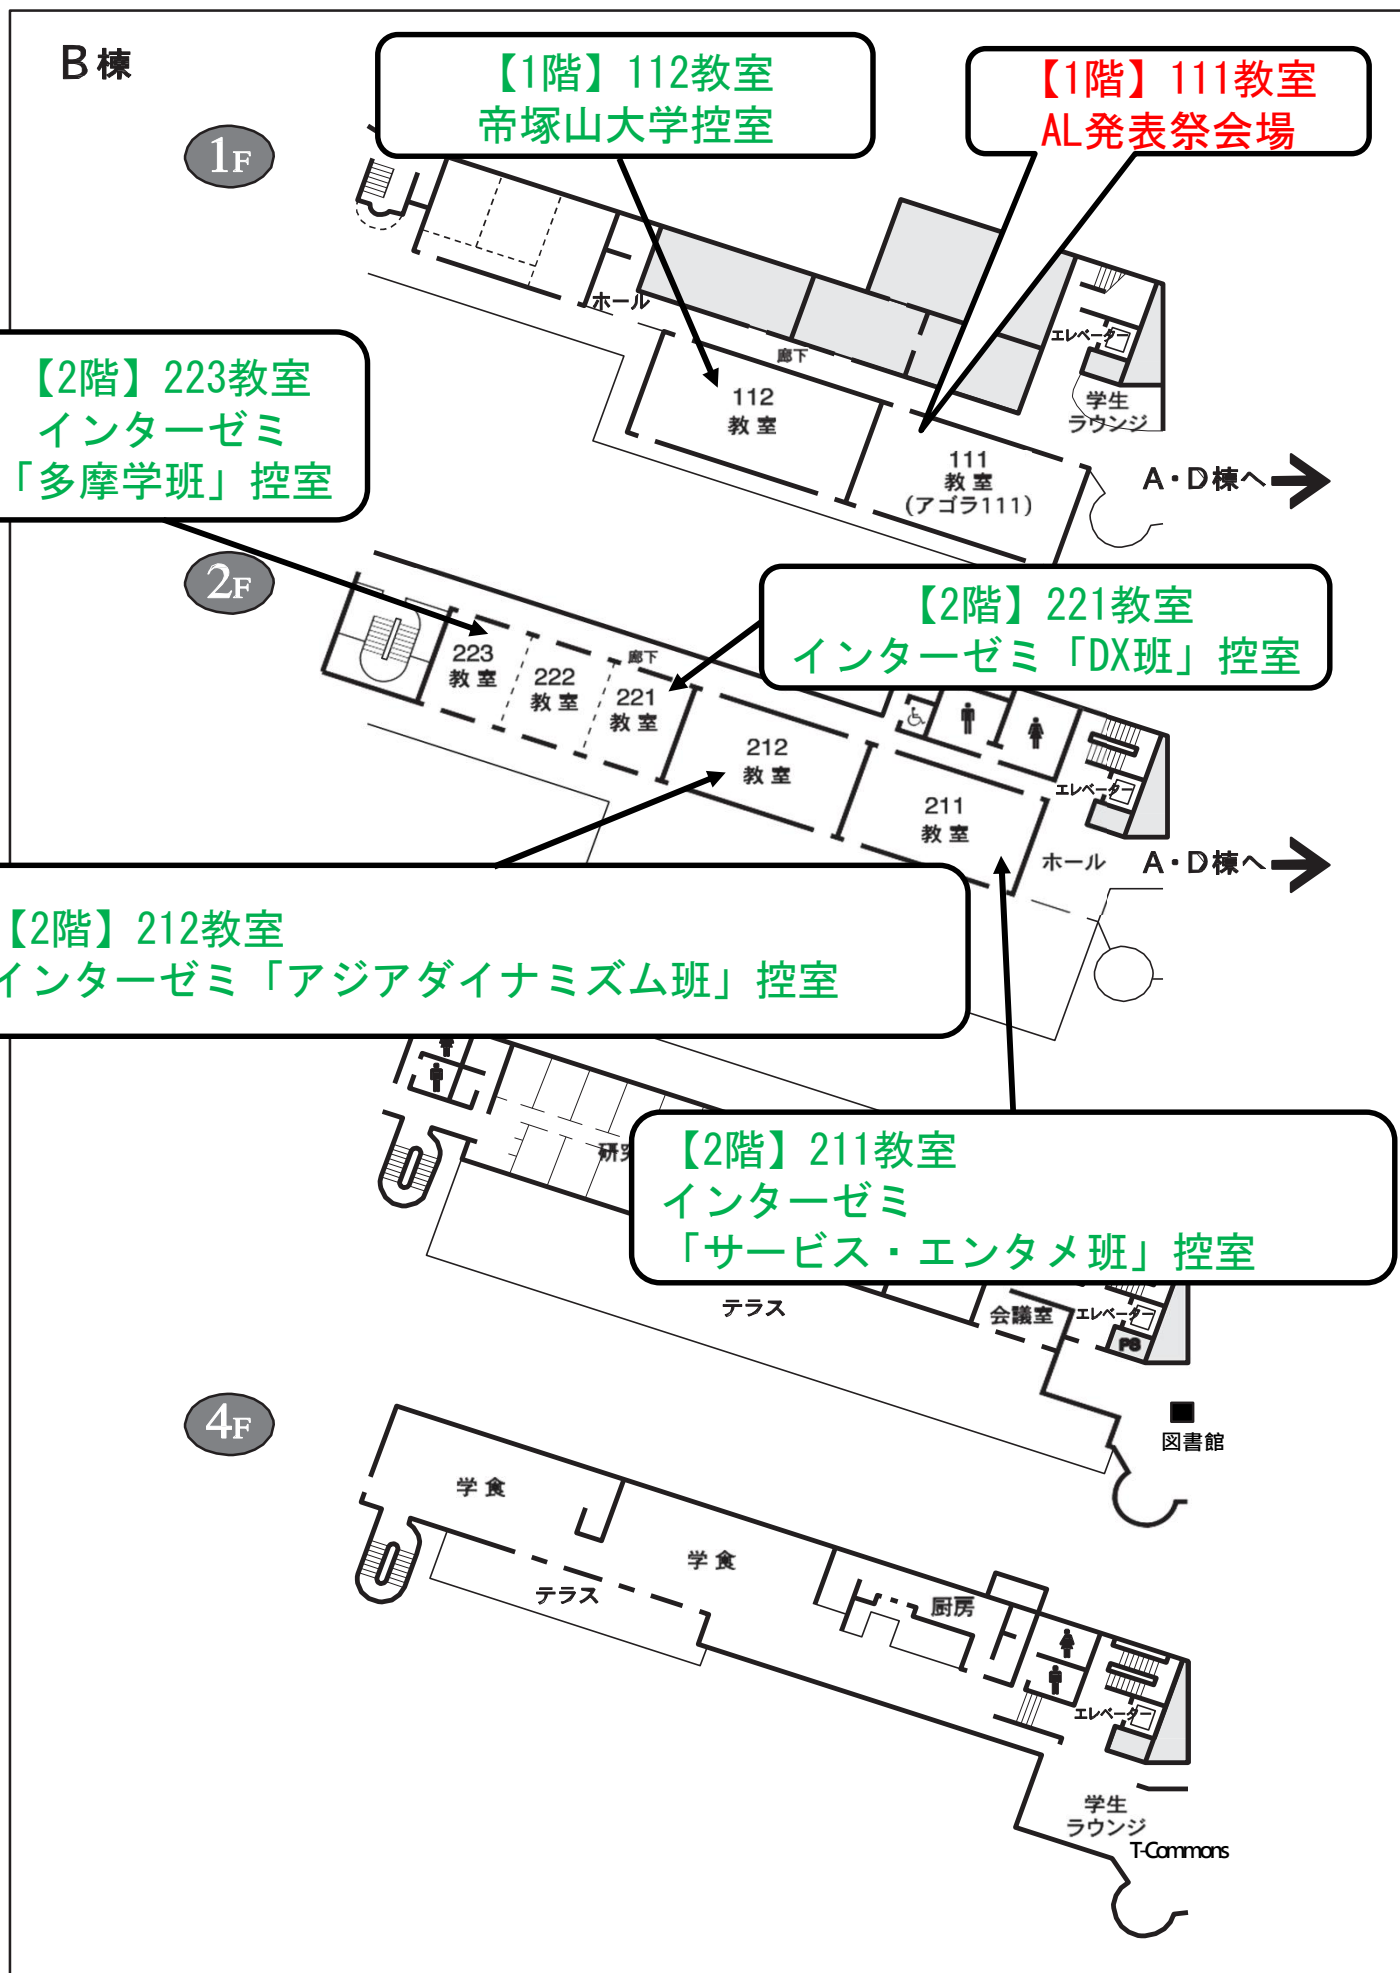 B棟
【1階】112教室
帝塚山大学控室
【1階】111教室
AL発表祭会場
1F
ホール
廊下
エレベーター
学生
ラウンジ
112
教室
111
教室
(アゴラ111)
A・D棟へ
【2階】223教室
インターゼミ
「多摩学班」控室
2F
【2階】221教室
インターゼミ「DX班」控室
廊下
223
教室
222
教室
221
教室
212
教室
211
教室
エレベーター
ホール
A・D棟へ
【2階】212教室
インターゼミ「アジアダイナミズム班」控室
研究
【2階】211教室
インターゼミ
「サービス・エンタメ班」控室
テラス
会議室
エレベーター
PS
図書館
4F
学食
学食
テラス
厨房
エレベーター
学生
ラウンジ
T-Commons